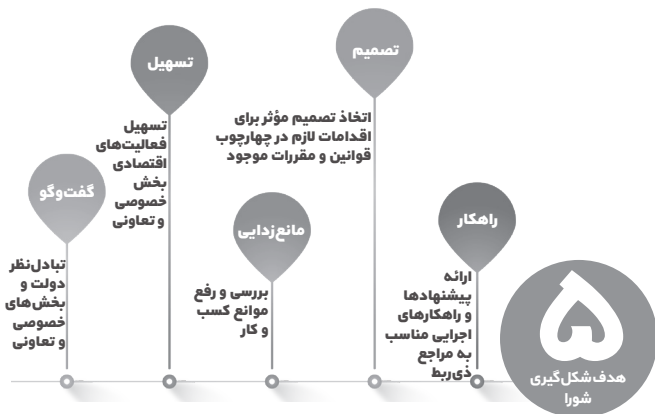 ۵
هدف شکل‌گیری
شورا
راهکار
ارائه
پیشنهادها
و راهکارهای
اجرایی مناسب
به مراجع
ذی‌ربط
تصمیم
اتخاذ تصمیم مؤثر برای
اقدامات لازم در چهارچوب
قوانین و مقررات موجود
مانع‌زدایی
بررسی و رفع
موانع کسب
و کار
تسهیل
تسهیل
فعالیت‌های
اقتصادی
بخش
خصوصی
و تعاونی
گفت‌وگو
تبادل‌نظر
دولت و
بخش‌های
خصوصی
و تعاونی